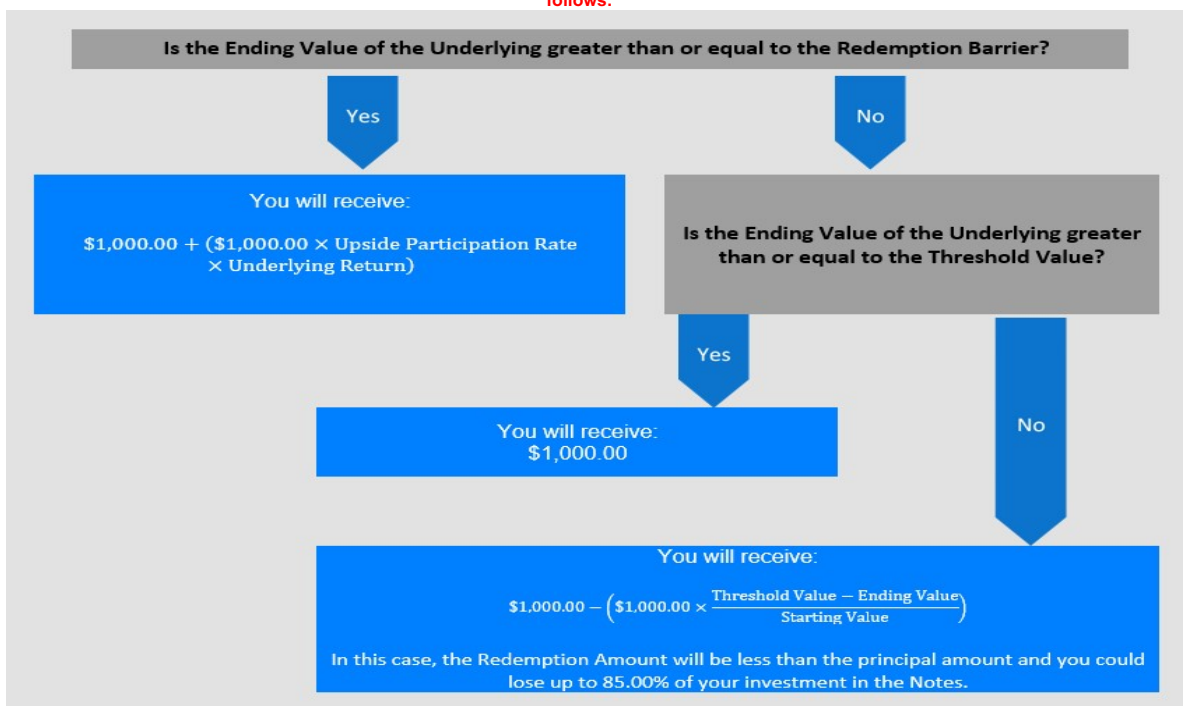 follows:
Is the Ending Value of the Underlying greater than or equal to the Redemption Barrier?
Yes
No
You will receive:
$1,000.00 + ($1,000.00 × Upside Participation Rate
× Underlying Return)
Is the Ending Value of the Underlying greater
than or equal to the Threshold Value?
Yes
No
You will receive:
$1,000.00
You will receive:
$1,000.00 − ($1,000.00 × Threshold Value − Ending Value / Starting Value)
In this case, the Redemption Amount will be less than the principal amount and you could
lose up to 85.00% of your investment in the Notes.